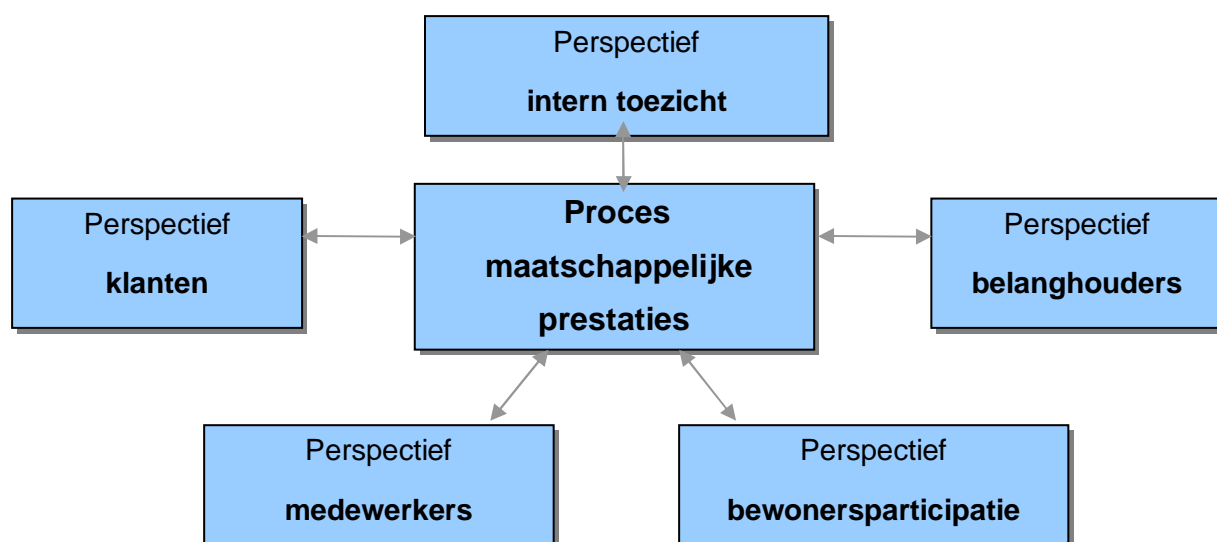 Perspectief
intern toezicht
Perspectief
klanten
Proces
maatschappelijke
prestaties
Perspectief
belanghouders
Perspectief
medewerkers
Perspectief
bewonersparticipatie